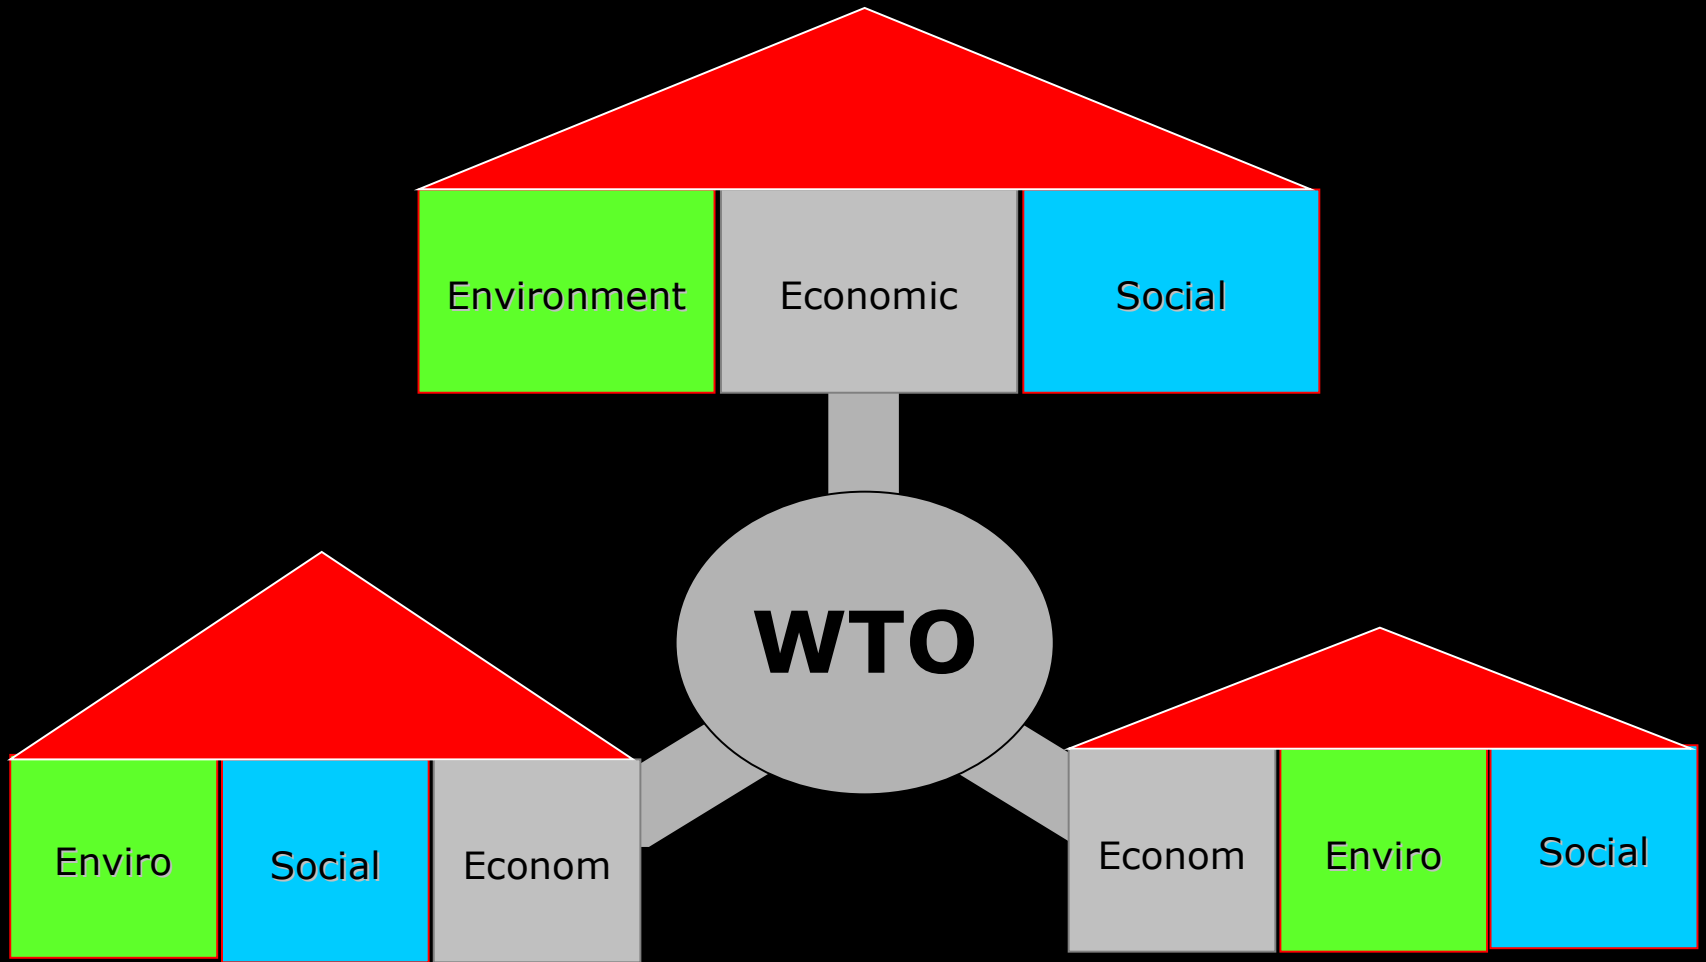 Environment
Economic
Social
WTO
Enviro
Social
Econom
Econom
Enviro
Social